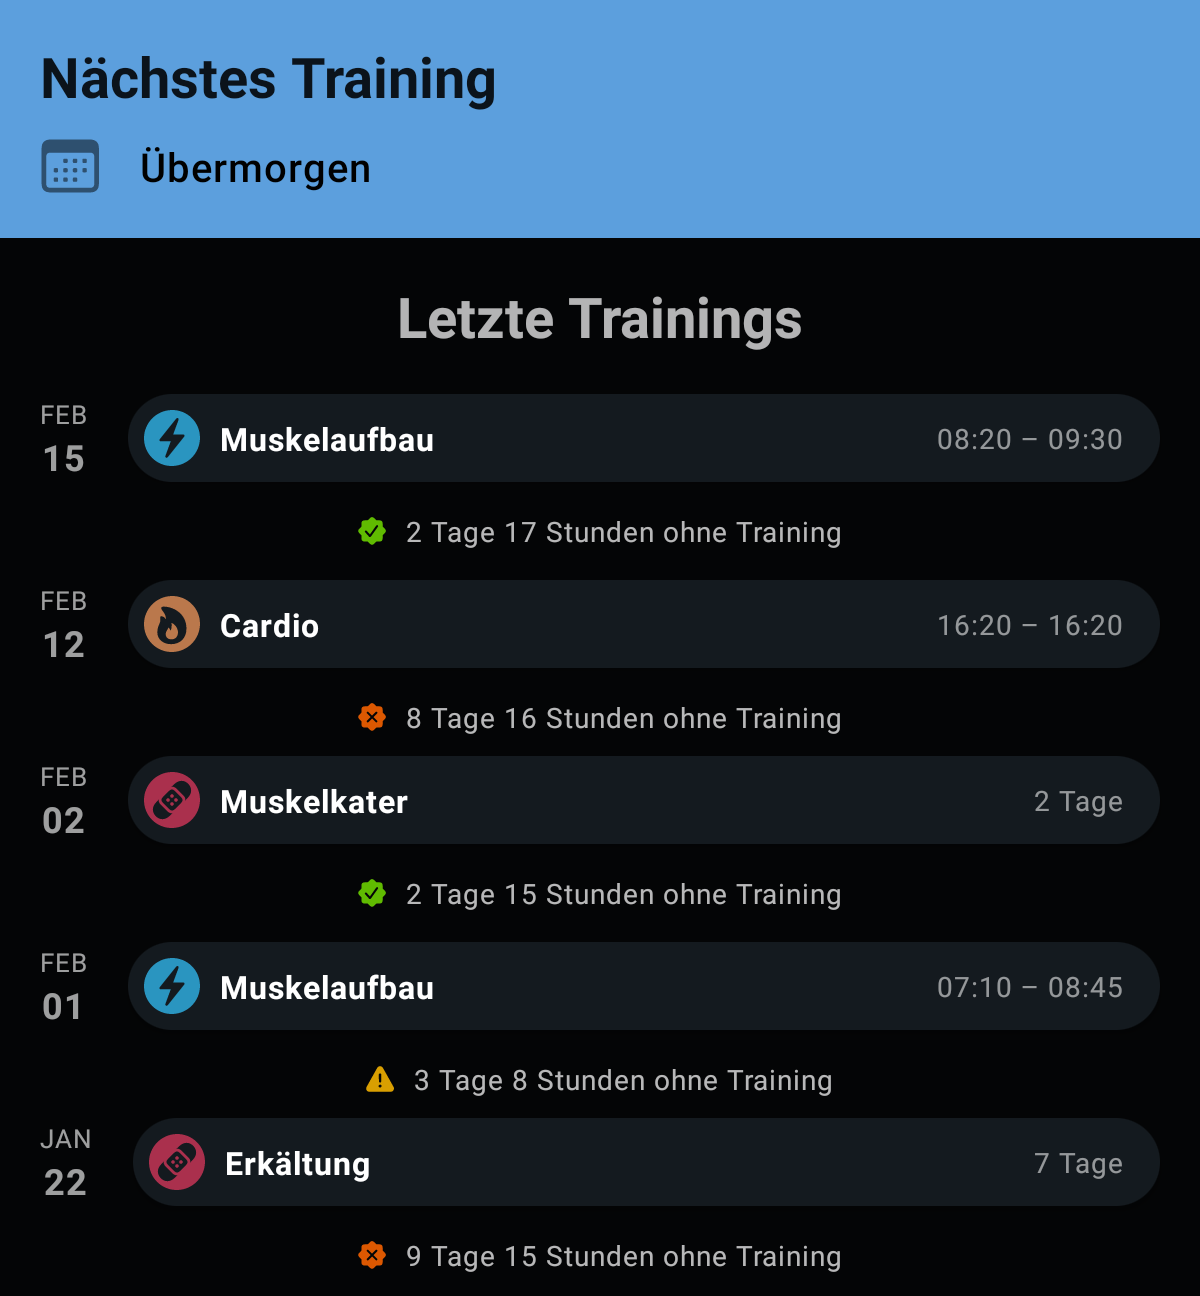 Nächstes Training
Übermorgen
Letzte Trainings
FEB
15
Muskelaufbau
08:20 – 09:30
2 Tage 17 Stunden ohne Training
FEB
12
Cardio
16:20 – 16:20
8 Tage 16 Stunden ohne Training
FEB
02
Muskelkater
2 Tage
2 Tage 15 Stunden ohne Training
FEB
01
Muskelaufbau
07:10 – 08:45
3 Tage 8 Stunden ohne Training
JAN
22
Erkältung
7 Tage
9 Tage 15 Stunden ohne Training